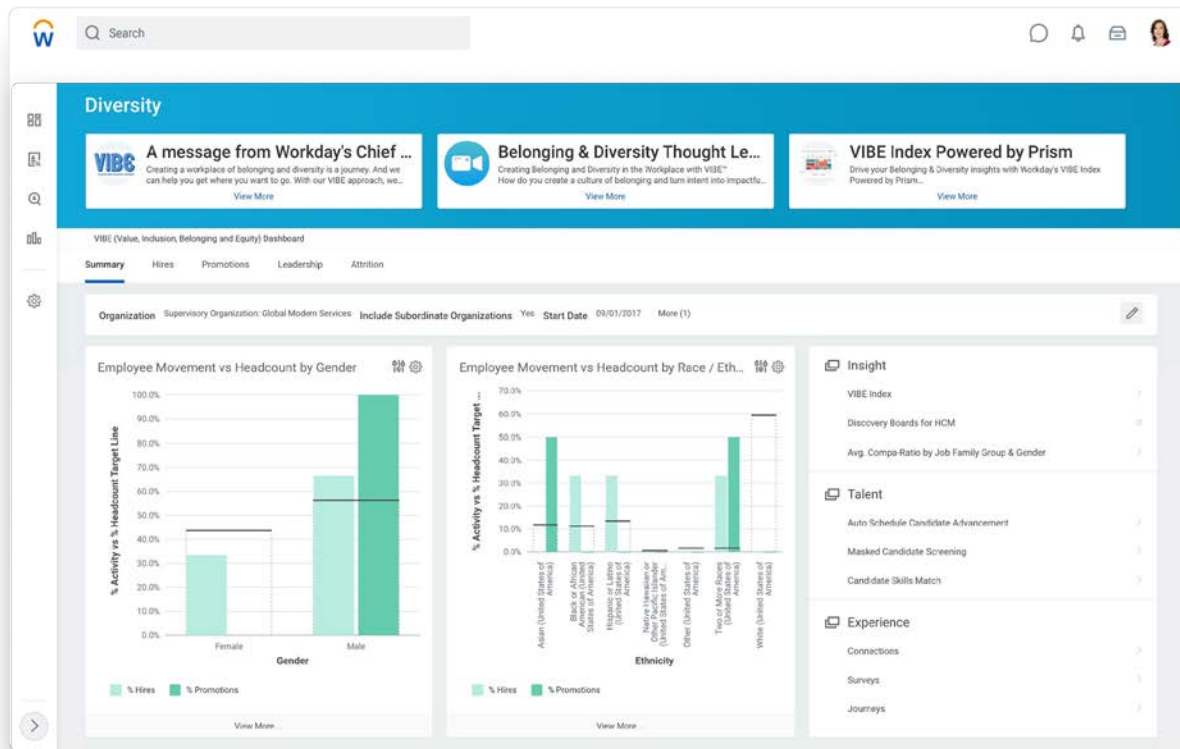 Search
Diversity
VIBE
A message from Workday's Chief ...
Creating a workplace of belonging and diversity is a journey. And we
can help you get where you want to go. With our VIBE approach, we...
View More
Belonging & Diversity Thought Le...
Creating Belonging and Diversity in the Workplace with VIBE™
How do you create a culture of belonging and turn intent into impactfu...
View More
VIBE Index Powered by Prism
Drive your Belonging & Diversity insights with Workday's VIBE Index
Powered by Prism...
View More
VIBE (Value, Inclusion, Belonging and Equity) Dashboard
Summary Hires Promotions Leadership Attrition
Organization Supervisory Organization: Global Modern Services Include Subordinate Organizations Yes Start Date 09/01/2017 More (1)
Employee Movement vs Headcount by Gender
% Activity vs % Headcount Target Line
100.0%
90.0%
80.0%
70.0%
60.0%
50.0%
40.0%
30.0%
20.0%
10.0%
0.0%
Female Male
Gender
% Hires % Promotions
View More ...
Employee Movement vs Headcount by Race / Eth...
% Activity vs % Headcount Target ...
70.0%
60.0%
50.0%
40.0%
30.0%
20.0%
10.0%
0.0%
Asian (United States of
America)
Black or African
American (United
States of America)
Hispanic or Latino
(United States of
America)
Native Hawaiian or
Other Pacific Islander
(United States of Am...
Other (United States of
America)
Two or More Races
(United States of
America)
White (United States of
America)
Ethnicity
% Hires % Promotions
View More ...
Insight
VIBE Index
Discovery Boards for HCM
Avg. Compa-Ratio by Job Family Group & Gender
Talent
Auto Schedule Candidate Advancement
Masked Candidate Screening
Candidate Skills Match
Experience
Connections
Surveys
Journeys